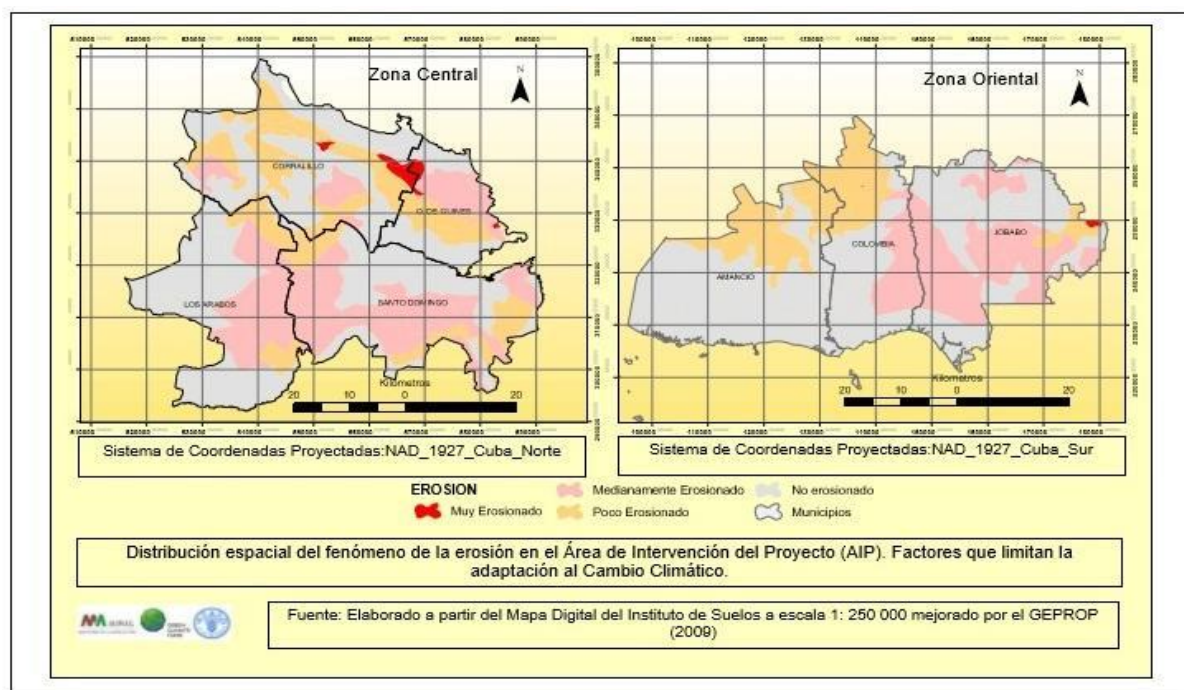 Zona Central
N
CORRALILLO
Q. DE GUINES
LOS ARABOS
SANTO DOMINGO
Kilometros
20 10 0 20
Sistema de Coordenadas Proyectadas:NAD_1927_Cuba_Norte
Zona Oriental
N
AMANCIO
COLOMBIA
JOBABO
Kilometros
20 10 0 20
Sistema de Coordenadas Proyectadas:NAD_1927_Cuba_Sur
EROSION
Medianamente Erosionado
No erosionado
Muy Erosionado
Poco Erosionado
Municipios
Distribución espacial del fenómeno de la erosión en el Área de Intervención del Proyecto (AIP). Factores que limitan la
adaptación al Cambio Climático.
Fuente: Elaborado a partir del Mapa Digital del Instituto de Suelos a escala 1: 250 000 mejorado por el GEPROP
(2009)